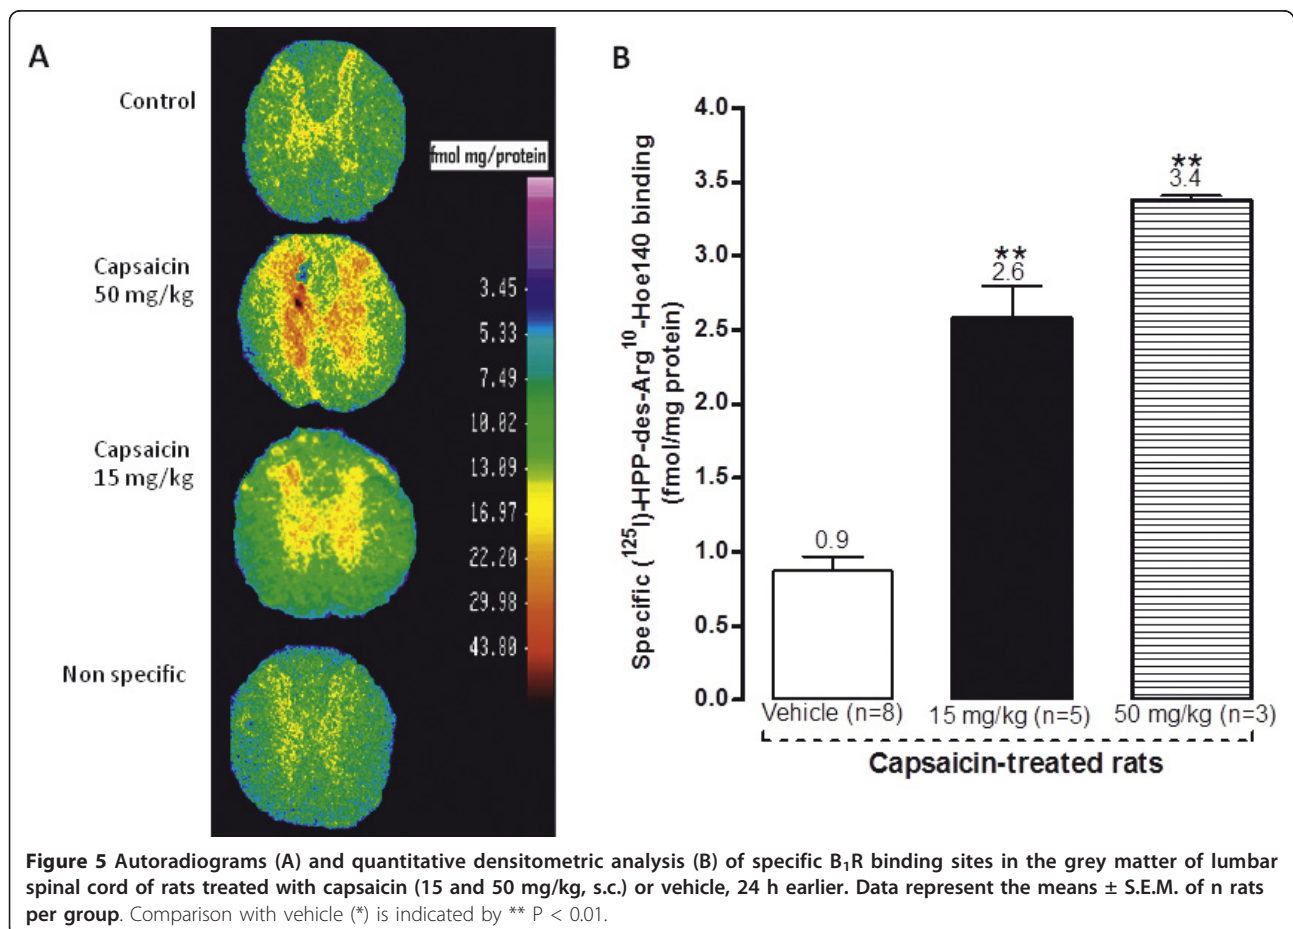 A
Control
Capsaicin
50 mg/kg
Capsaicin
15 mg/kg
Non specific
fmol mg/protein
3.45
5.33
7.49
10.02
13.09
16.97
22.20
29.98
43.80
B
Specific (¹²⁵I)-HPP-des-Arg¹⁰-Hoe140 binding
(fmol/mg protein)
4.0
3.5
3.0
2.5
2.0
1.5
1.0
0.5
0.0
0.9
**
2.6
**
3.4
Vehicle (n=8)
15 mg/kg (n=5)
50 mg/kg (n=3)
Capsaicin-treated rats
Figure 5 Autoradiograms (A) and quantitative densitometric analysis (B) of specific B₁R binding sites in the grey matter of lumbar
spinal cord of rats treated with capsaicin (15 and 50 mg/kg, s.c.) or vehicle, 24 h earlier. Data represent the means ± S.E.M. of n rats
per group. Comparison with vehicle (*) is indicated by ** P < 0.01.